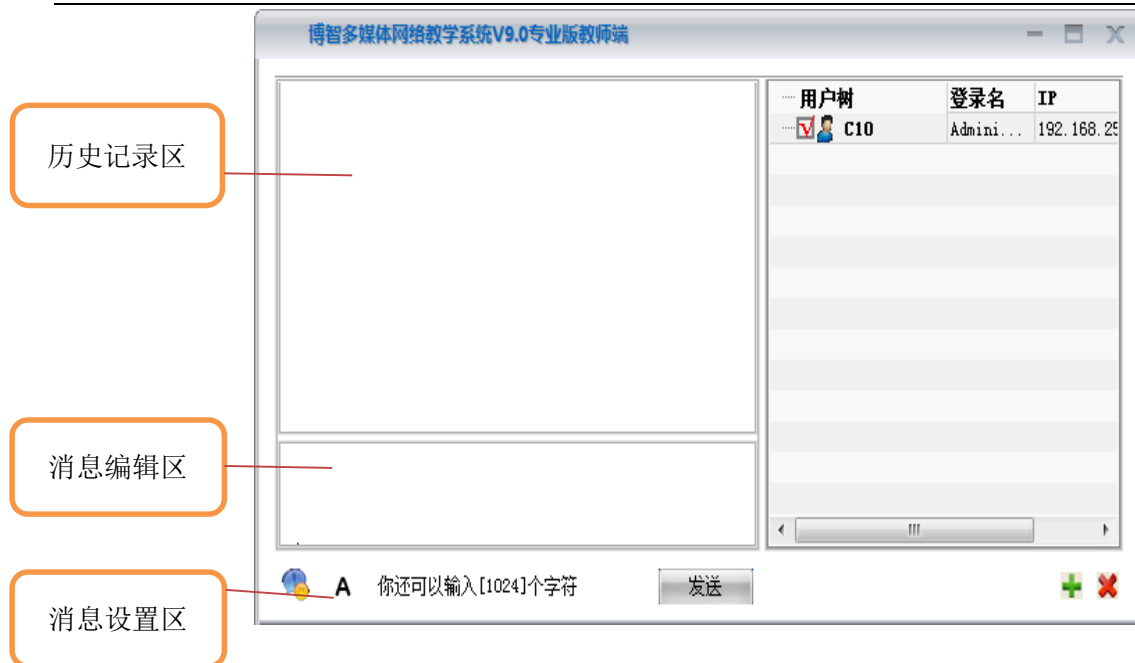 博智多媒体网络教学系统V9.0专业版教师端
用户树 登录名 IP
C10 Admini... 192.168.25
历史记录区
消息编辑区
A 你还可以输入[1024]个字符 发送
消息设置区